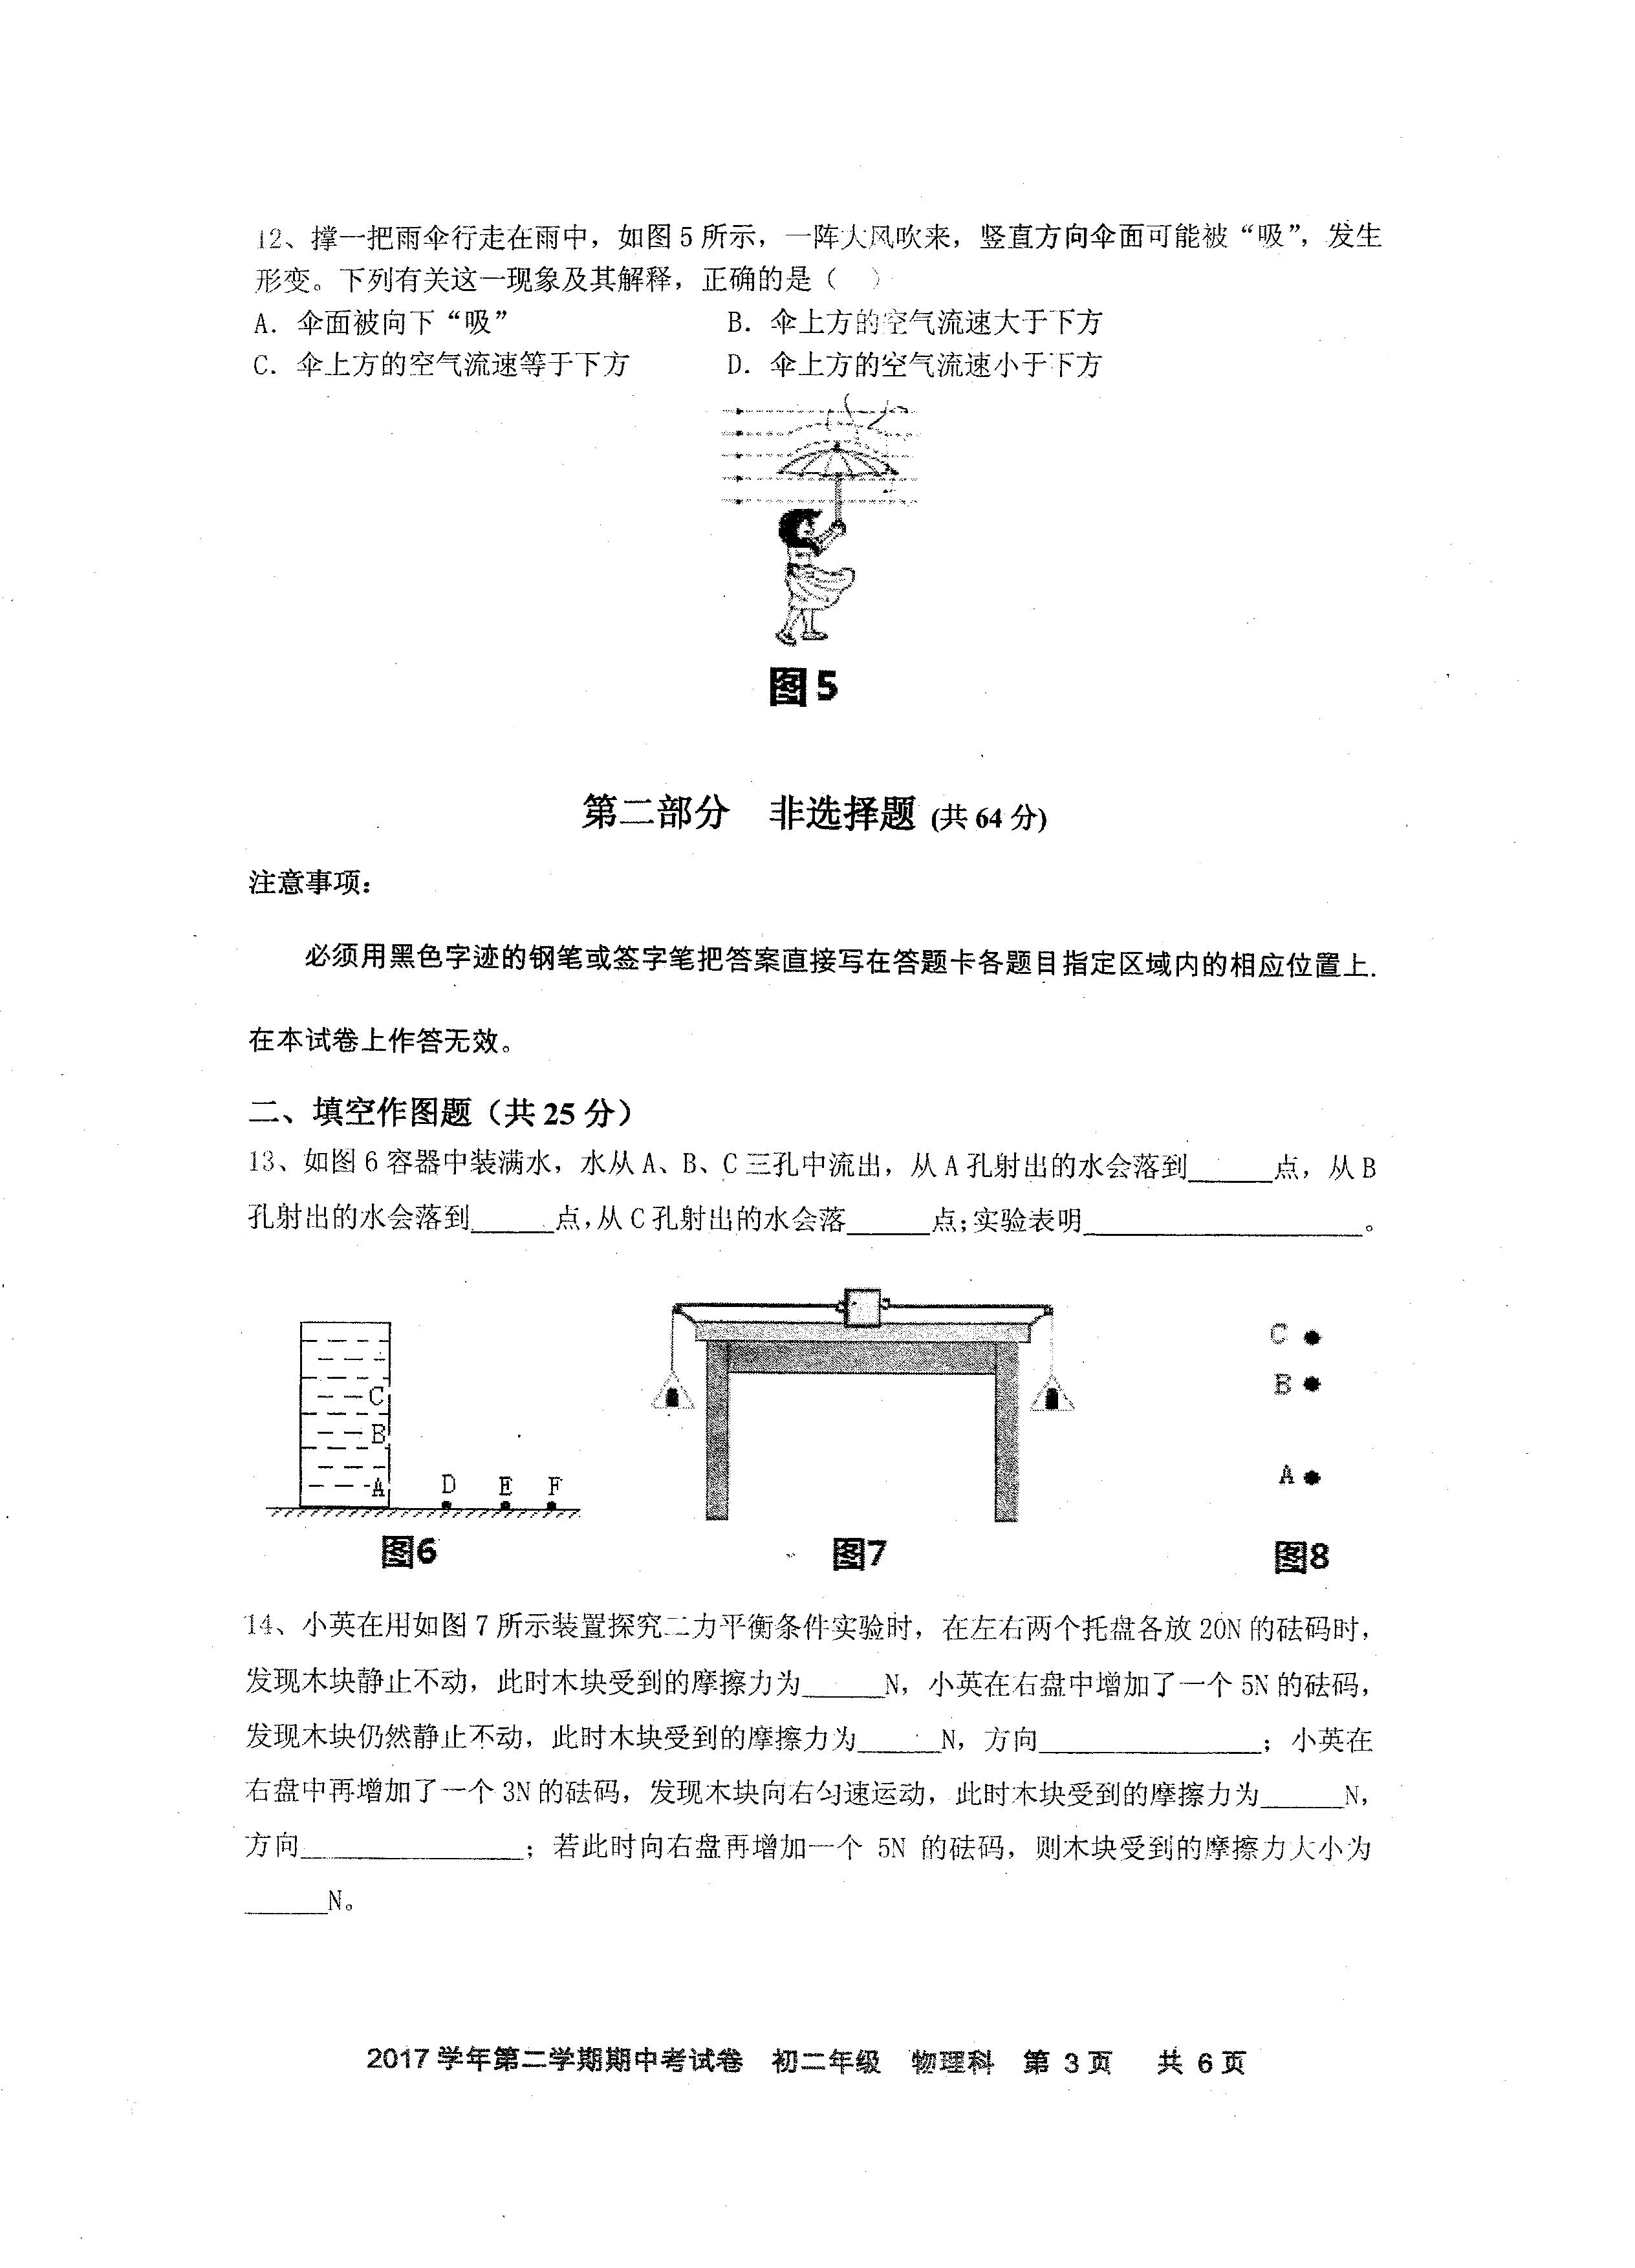 12、撑一把雨伞行走在雨中，如图 5 所示，一阵大风吹来，竖直方向伞面可能被“吸”，发生
形变。下列有关这一现象及其解释，正确的是（    ）
A．伞面被向下“吸”    B．伞上方的空气流速大于下方
C．伞上方的空气流速等于下方    D．伞上方的空气流速小于下方
图5
第二部分  非选择题 (共 64 分)
注意事项：
必须用黑色字迹的钢笔或签字笔把答案直接写在答题卡各题目指定区域内的相应位置上.
在本试卷上作答无效。
二、填空作图题（共 25 分）
13、如图 6 容器中装满水，水从 A、B、C 三孔中流出，从 A 孔射出的水会落到______点，从 B
孔射出的水会落到______点，从 C 孔射出的水会落______点；实验表明____________________。
C
B
A D E F
C
B
A
图6 图7 图8
14、小英在用如图 7 所示装置探究二力平衡条件实验时，在左右两个托盘各放 20N 的砝码时，
发现木块静止不动，此时木块受到的摩擦力为______N，小英在右盘中增加了一个 5N 的砝码，
发现木块仍然静止不动，此时木块受到的摩擦力为______N，方向________________；小英在
右盘中再增加了一个 3N 的砝码，发现木块向右匀速运动，此时木块受到的摩擦力为______N，
方向________________；若此时向右盘再增加一个 5N 的砝码，则木块受到的摩擦力大小为
______N。
2017 学年第二学期期中考试卷  初二年级  物理科  第 3 页  共 6 页